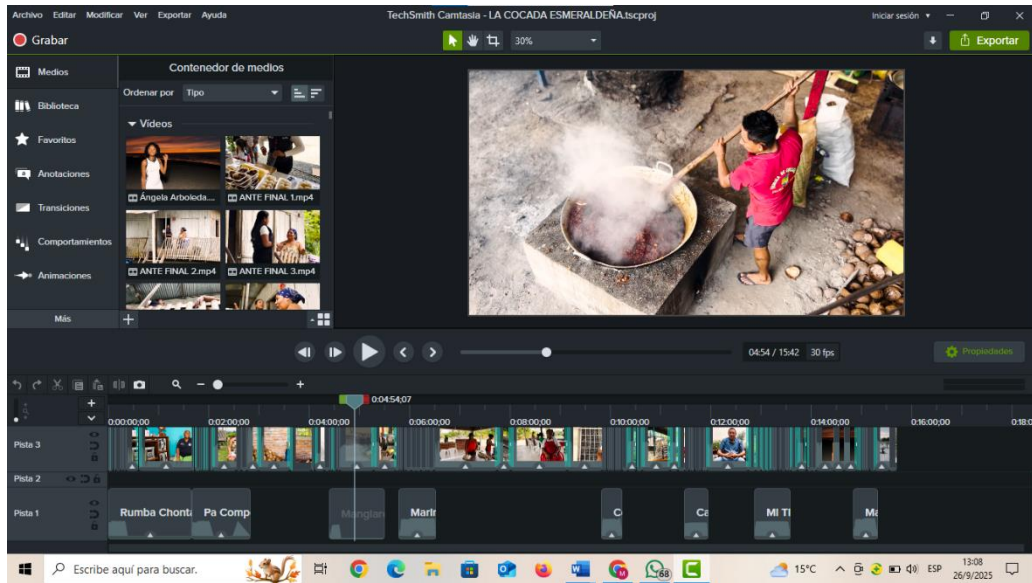 Archivo Editar Modificar Ver Exportar Ayuda
TechSmith Camtasia - LA COCADA ESMERALDEÑA.tscproj
Iniciar sesión
Grabar
30%
Exportar
Medios
Biblioteca
Favoritos
Anotaciones
Transiciones
Comportamientos
Animaciones
Más
Contenedor de medios
Ordenar por Tipo
Vídeos
Ángela Arboleda... ANTE FINAL 1.mp4
ANTE FINAL 2.mp4 ANTE FINAL 3.mp4
04:54 / 15:42 30 fps
Propiedades
0:04:54;07
0:00:00;00 0:02:00;00 0:04:00;00 0:06:00;00 0:08:00;00 0:10:00;00 0:12:00;00 0:14:00;00 0:16:00;00 0:18:0
Pista 3
Pista 2
Pista 1
Rumba Chont Pa Comp Manglar Marir C Ca MI TI Ma
Escribe aquí para buscar.
68
15°C
ESP
13:08
26/9/2025